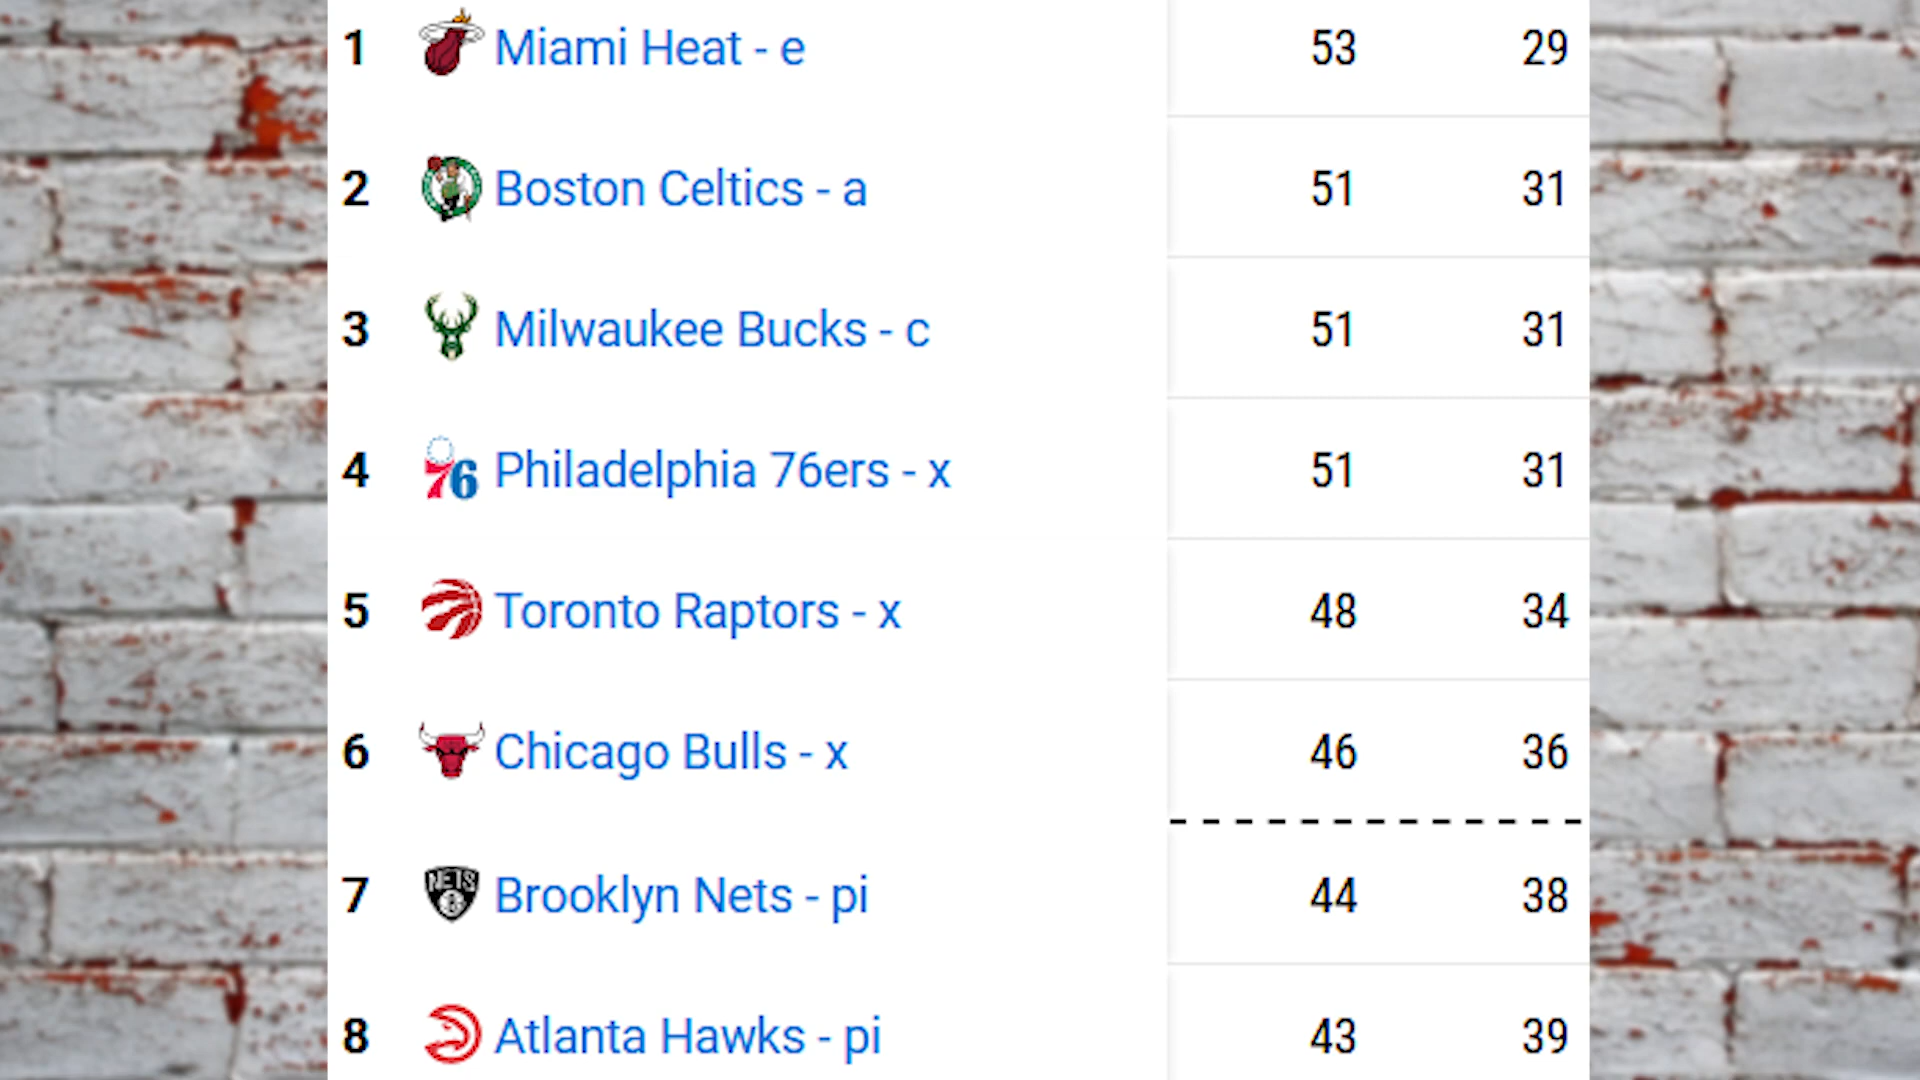 1 Miami Heat - e 53 29
2 Boston Celtics - a 51 31
3 Milwaukee Bucks - c 51 31
4 76 Philadelphia 76ers - x 51 31
5 Toronto Raptors - x 48 34
6 Chicago Bulls - x 46 36
7 NETS B Brooklyn Nets - pi 44 38
8 Atlanta Hawks - pi 43 39